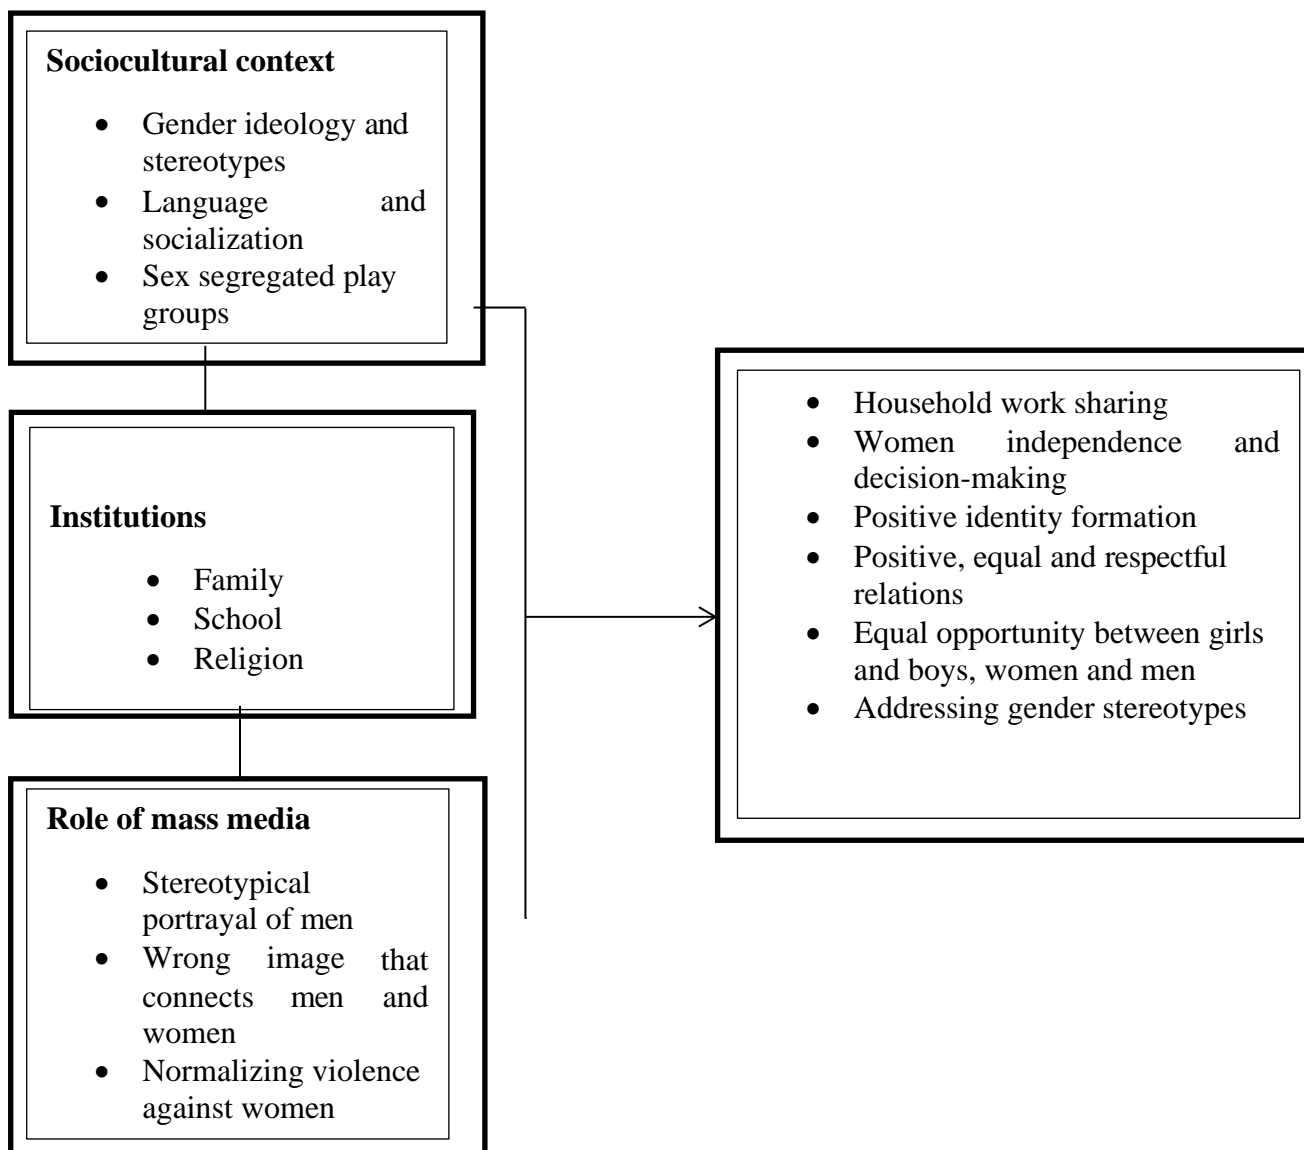 Sociocultural context
• Gender ideology and
stereotypes
• Language and
socialization
• Sex segregated play
groups
Institutions
• Family
• School
• Religion
Role of mass media
• Stereotypical
portrayal of men
• Wrong image that
connects men and
women
• Normalizing violence
against women
• Household work sharing
• Women independence and
decision-making
• Positive identity formation
• Positive, equal and respectful
relations
• Equal opportunity between girls
and boys, women and men
• Addressing gender stereotypes